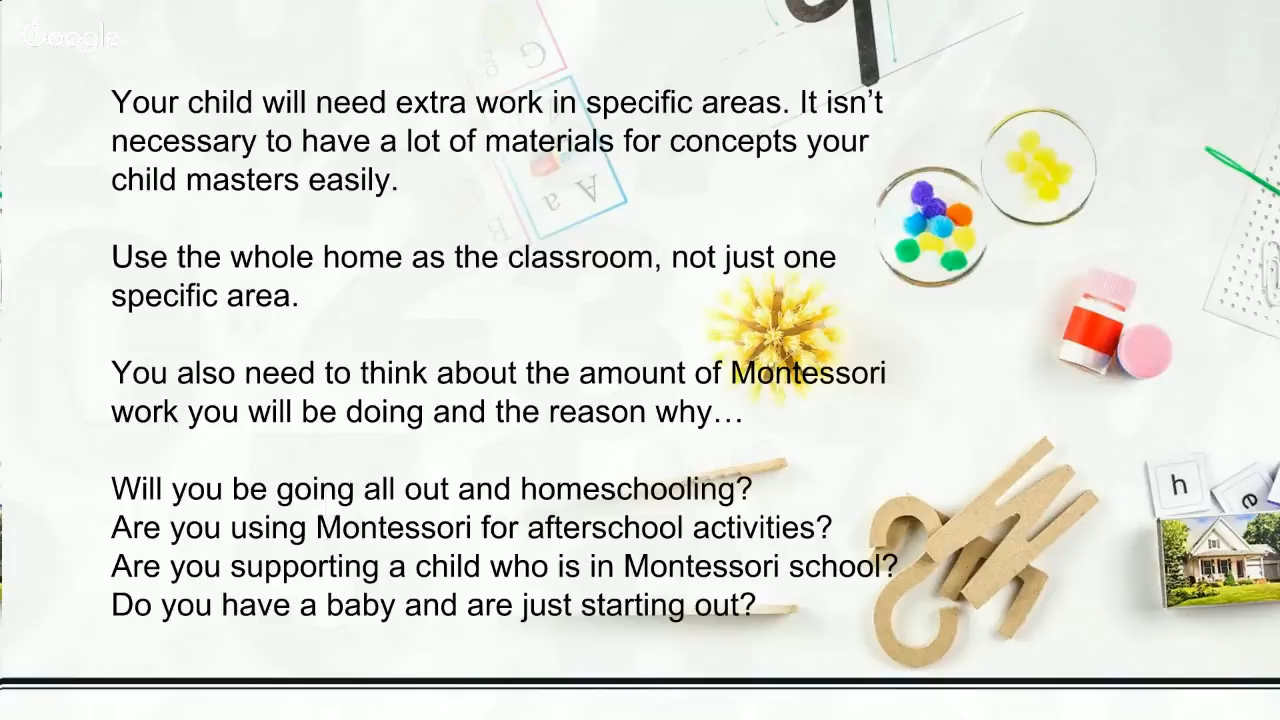 Google
Your child will need extra work in specific areas. It isn't
necessary to have a lot of materials for concepts your
child masters easily.
Use the whole home as the classroom, not just one
specific area.
You also need to think about the amount of Montessori
work you will be doing and the reason why…
Will you be going all out and homeschooling?
Are you using Montessori for afterschool activities?
Are you supporting a child who is in Montessori school?
Do you have a baby and are just starting out?
G
g
A a
B
h
e